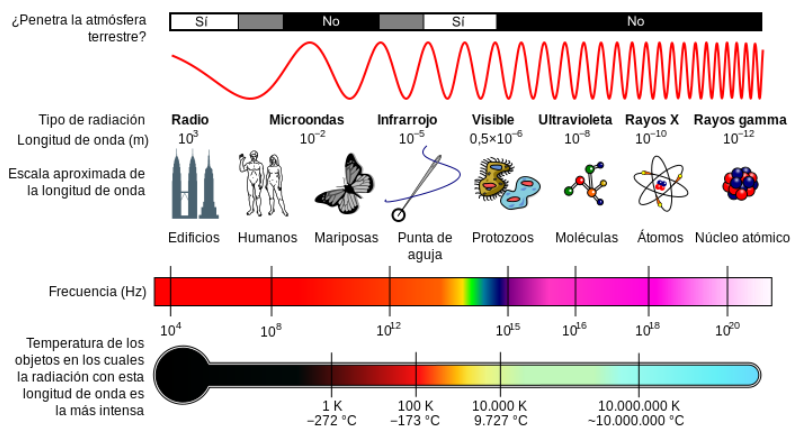 ¿Penetra la atmósfera
terrestre?
Sí No Sí No
Tipo de radiación Radio Microondas Infrarrojo Visible Ultravioleta Rayos X Rayos gamma
Longitud de onda (m) 10³ 10⁻² 10⁻⁵ 0,5×10⁻⁶ 10⁻⁸ 10⁻¹⁰ 10⁻¹²
Escala aproximada de
la longitud de onda
Edificios Humanos Mariposas Punta de Protozoos Moléculas Átomos Núcleo atómico
aguja
Frecuencia (Hz)
10⁴ 10⁸ 10¹² 10¹⁵ 10¹⁶ 10¹⁸ 10²⁰
Temperatura de los
objetos en los cuales
la radiación con esta
longitud de onda es
la más intensa
1 K 100 K 10.000 K 10.000.000 K
−272 °C −173 °C 9.727 °C ~10.000.000 °C